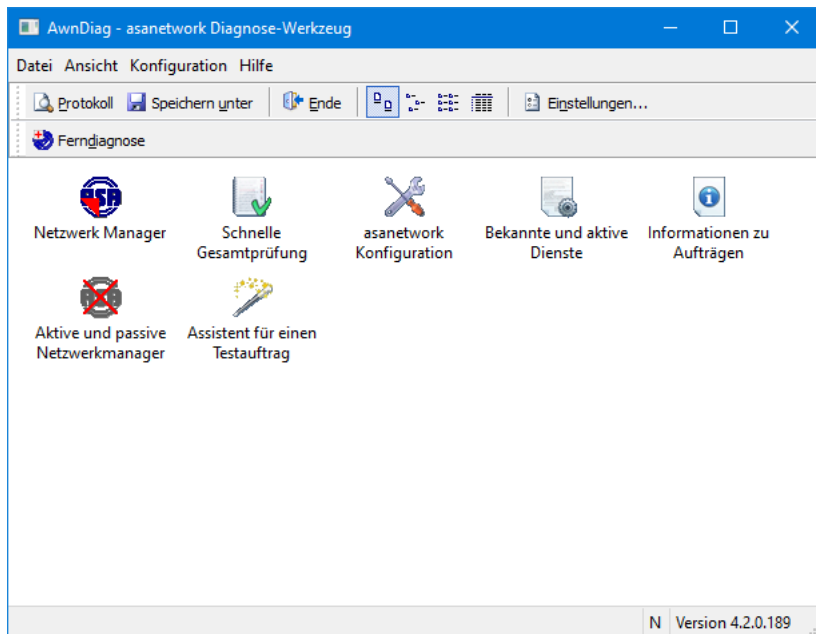 AwnDiag - asanetwork Diagnose-Werkzeug
Datei Ansicht Konfiguration Hilfe
Protokoll Speichern unter Ende Einstellungen...
Ferndiagnose
Netzwerk Manager
Schnelle
Gesamtprüfung
asanetwork
Konfiguration
Bekannte und aktive
Dienste
Informationen zu
Aufträgen
Aktive und passive
Netzwerkmanager
Assistent für einen
Testauftrag
N Version 4.2.0.189